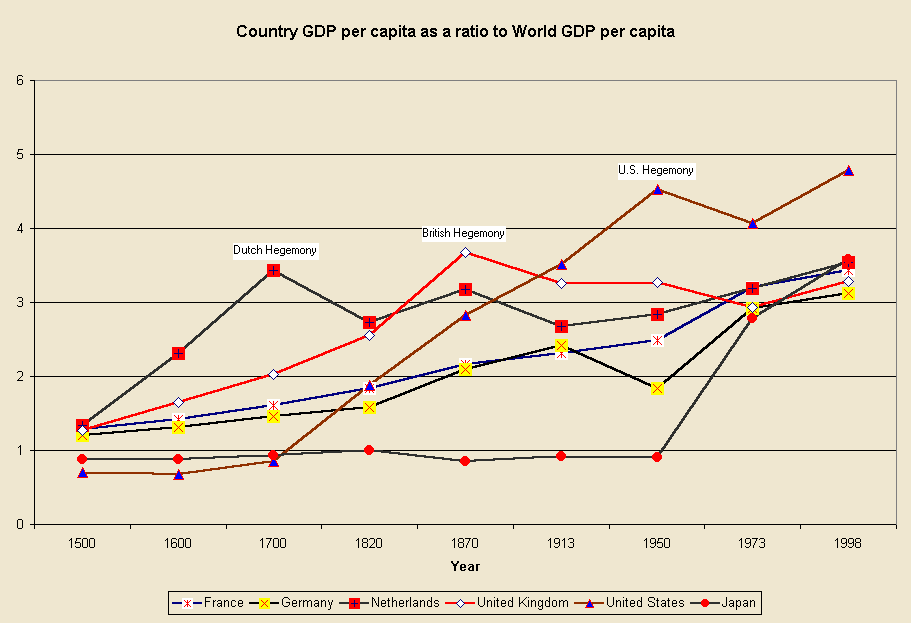 Country GDP per capita as a ratio to World GDP per capita
6
5
U.S. Hegemony
4
British Hegemony
Dutch Hegemony
3
2
1
0
1500 1600 1700 1820 1870 1913 1950 1973 1998
Year
France Germany Netherlands United Kingdom United States Japan